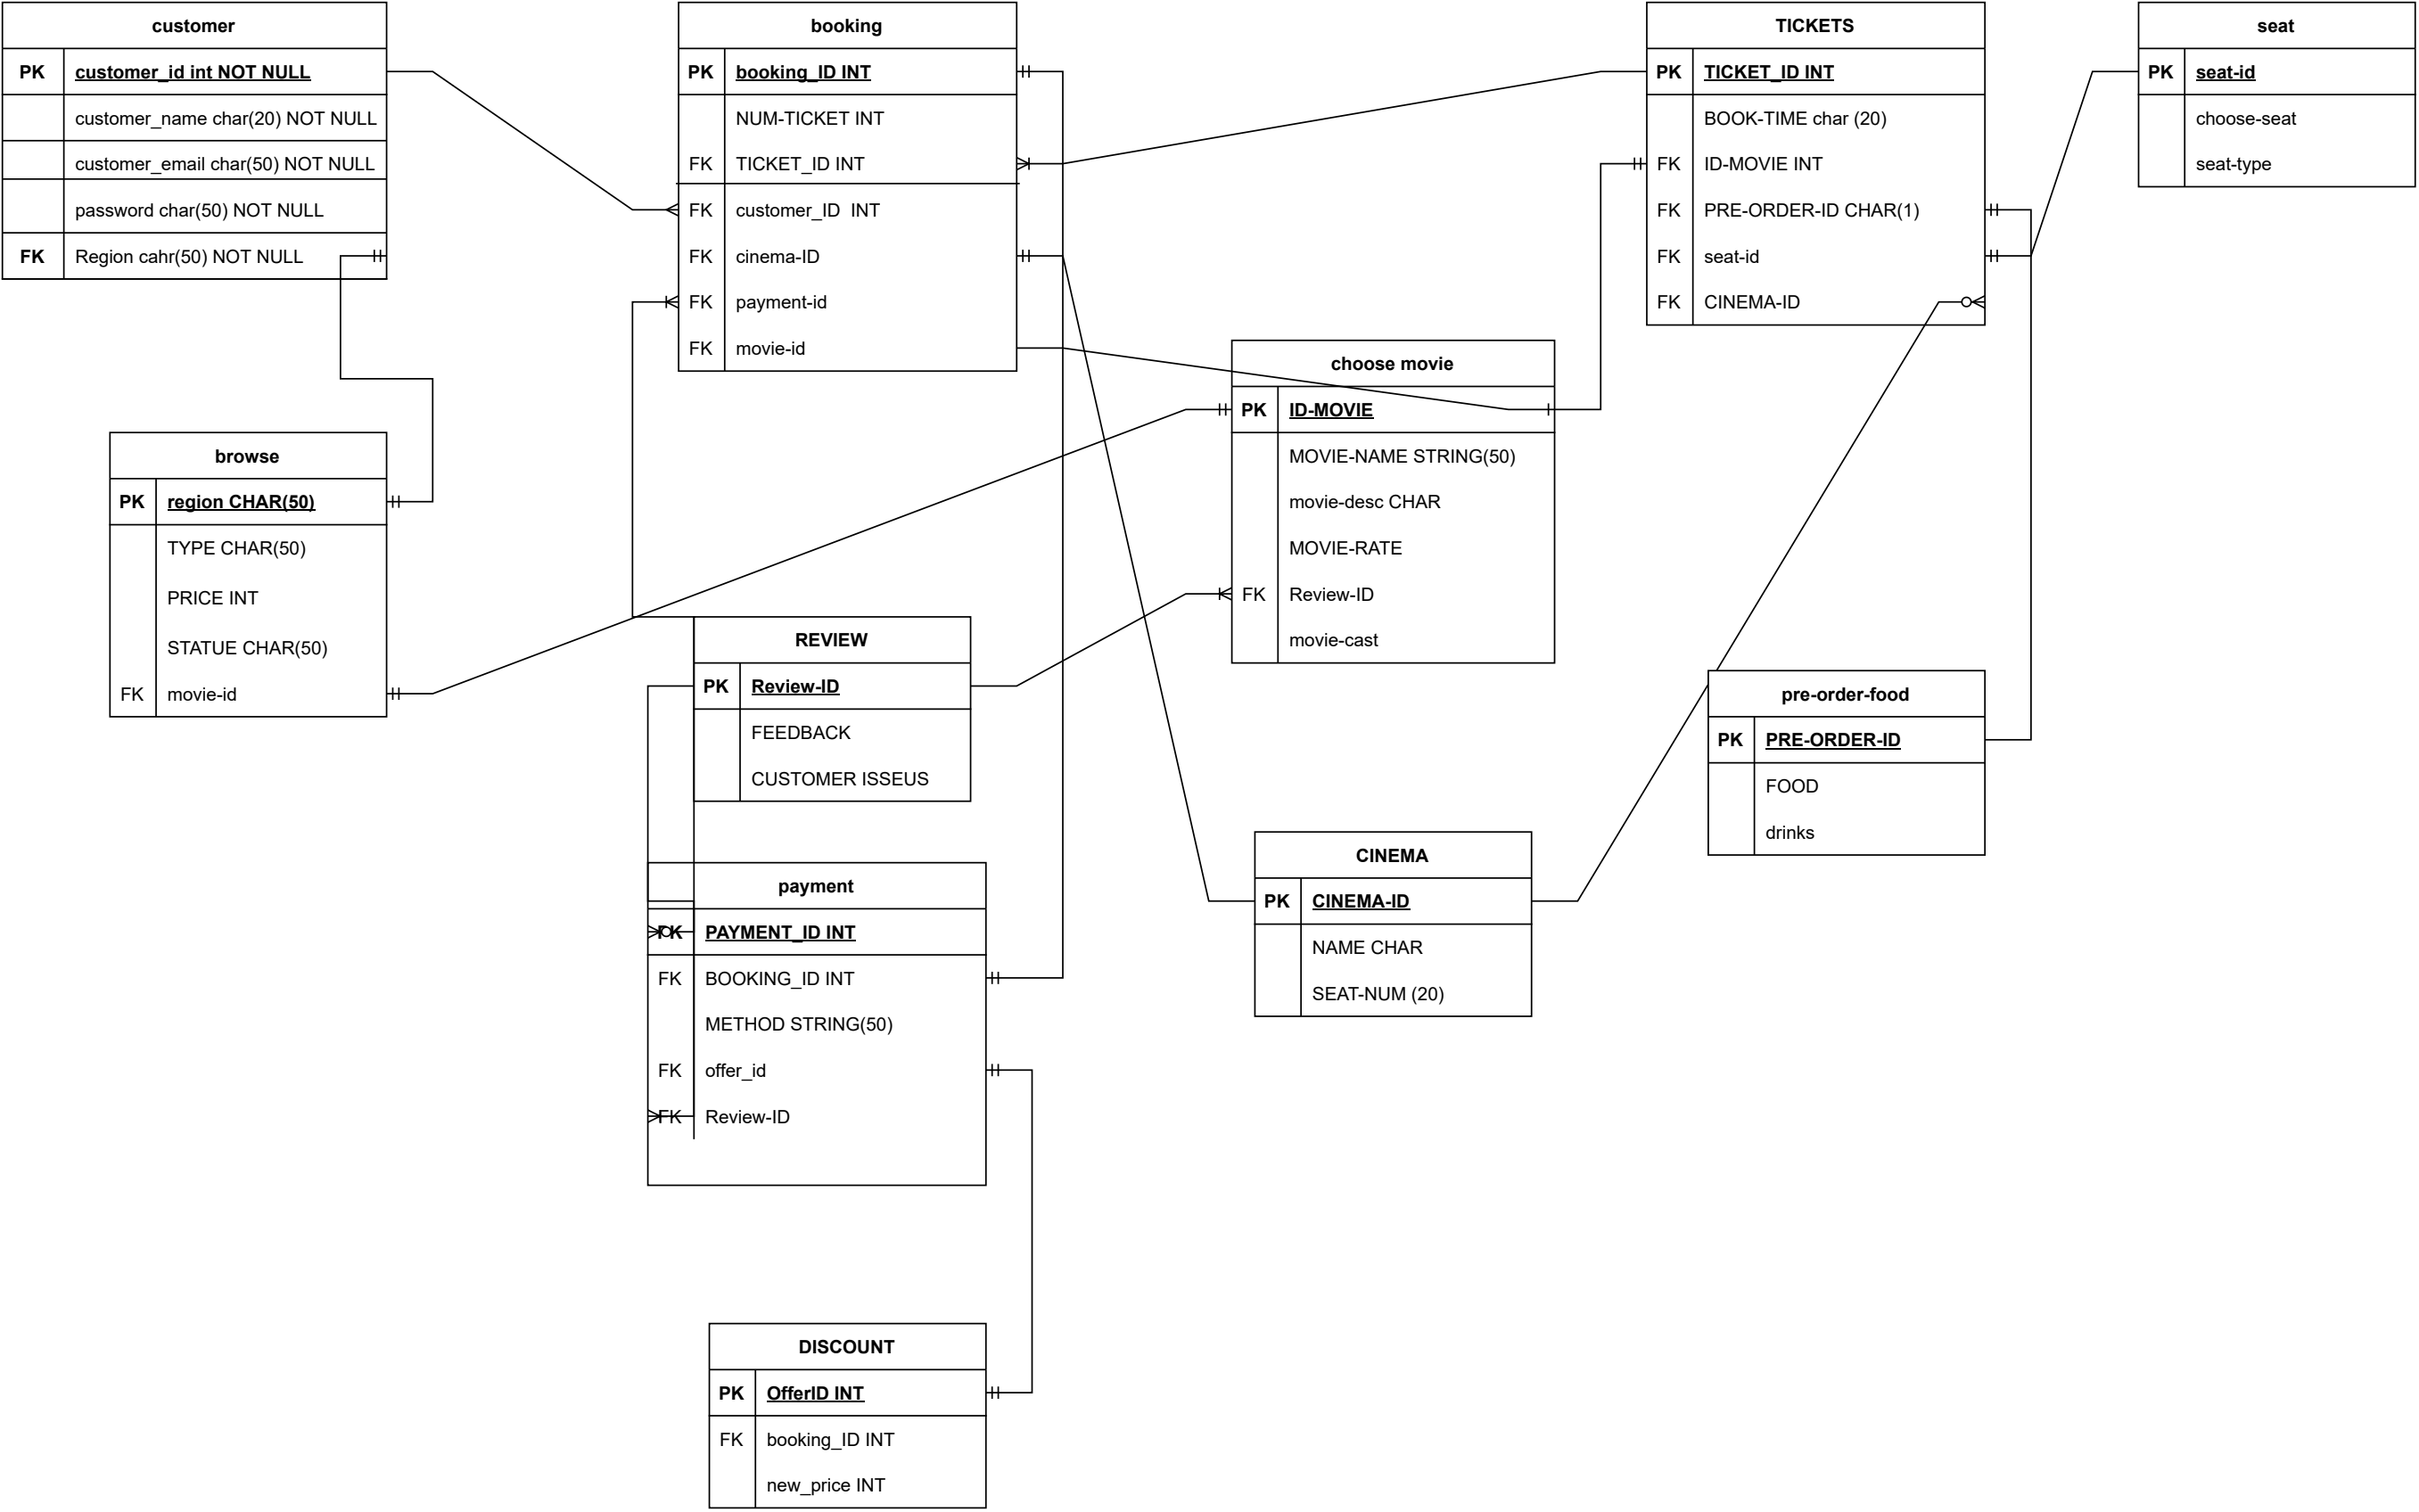 customer
PK customer_id int NOT NULL
customer_name char(20) NOT NULL
customer_email char(50) NOT NULL
password char(50) NOT NULL
FK Region cahr(50) NOT NULL
booking
PK booking_ID INT
NUM-TICKET INT
FK TICKET_ID INT
FK customer_ID INT
FK cinema-ID
FK payment-id
FK movie-id
TICKETS
PK TICKET_ID INT
BOOK-TIME char (20)
FK ID-MOVIE INT
FK PRE-ORDER-ID CHAR(1)
FK seat-id
FK CINEMA-ID
seat
PK seat-id
choose-seat
seat-type
choose movie
PK ID-MOVIE
MOVIE-NAME STRING(50)
movie-desc CHAR
MOVIE-RATE
FK Review-ID
movie-cast
browse
PK region CHAR(50)
TYPE CHAR(50)
PRICE INT
STATUE CHAR(50)
FK movie-id
REVIEW
PK Review-ID
FEEDBACK
CUSTOMER ISSEUS
pre-order-food
PK PRE-ORDER-ID
FOOD
drinks
CINEMA
PK CINEMA-ID
NAME CHAR
SEAT-NUM (20)
payment
PK PAYMENT_ID INT
FK BOOKING_ID INT
METHOD STRING(50)
FK offer_id
FK Review-ID
DISCOUNT
PK OfferID INT
FK booking_ID INT
new_price INT